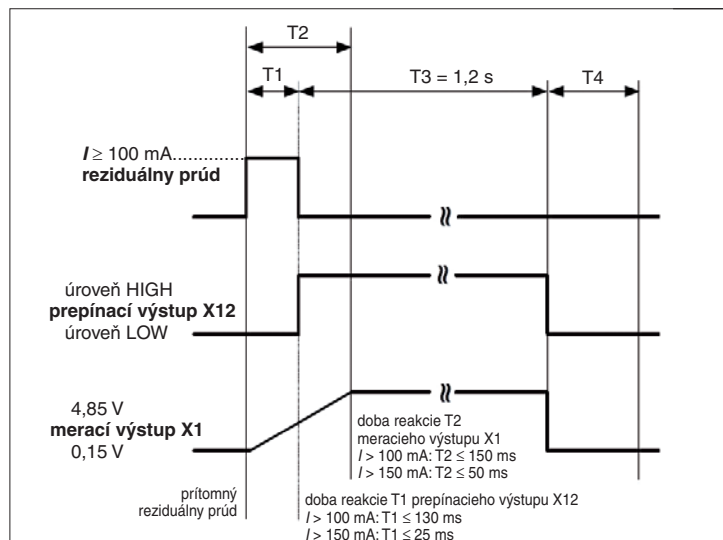 T2
T1
T3 = 1,2 s
T4
I ≥ 100 mA..............
reziduálny prúd
úroveň HIGH
prepínací výstup X12
úroveň LOW
4,85 V
merací výstup X1
0,15 V
doba reakcie T2
meracieho výstupu X1
I > 100 mA: T2 ≤ 150 ms
I > 150 mA: T2 ≤ 50 ms
prítomný
reziduálny prúd
doba reakcie T1 prepínacieho výstupu X12
I > 100 mA: T1 ≤ 130 ms
I > 150 mA: T1 ≤ 25 ms